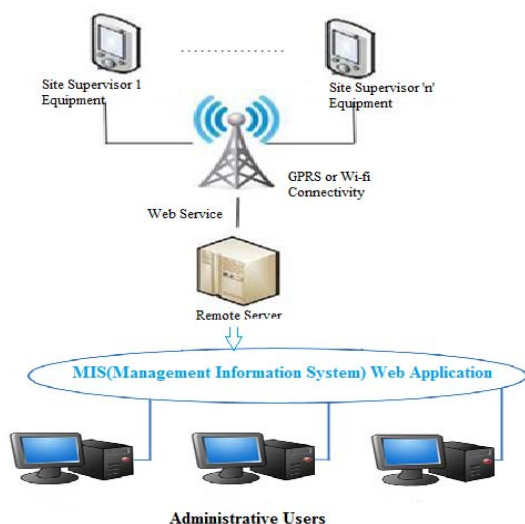 Site Supervisor 1
Equipment
Site Supervisor 'n'
Equipment
GPRS or Wi-fi
Connectivity
Web Service
Remote Server
MIS(Management Information System) Web Application
Administrative Users